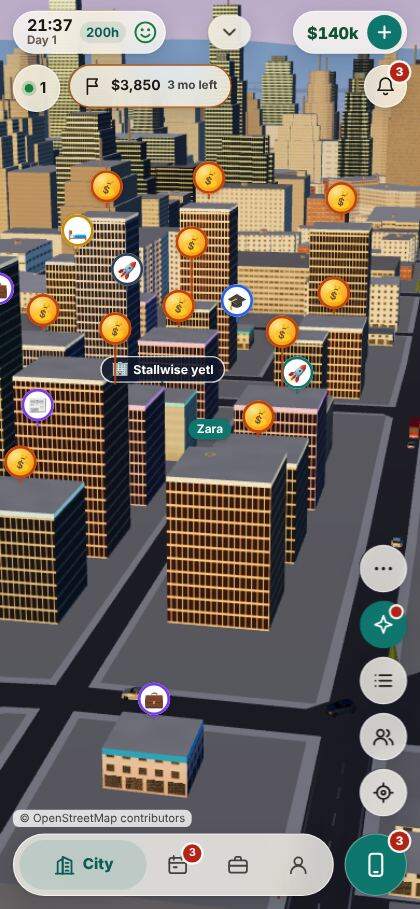 21:37
Day 1
200h
$140k
1
$3,850 3 mo left
3
Stallwise yetl
Zara
© OpenStreetMap contributors
City
3
3